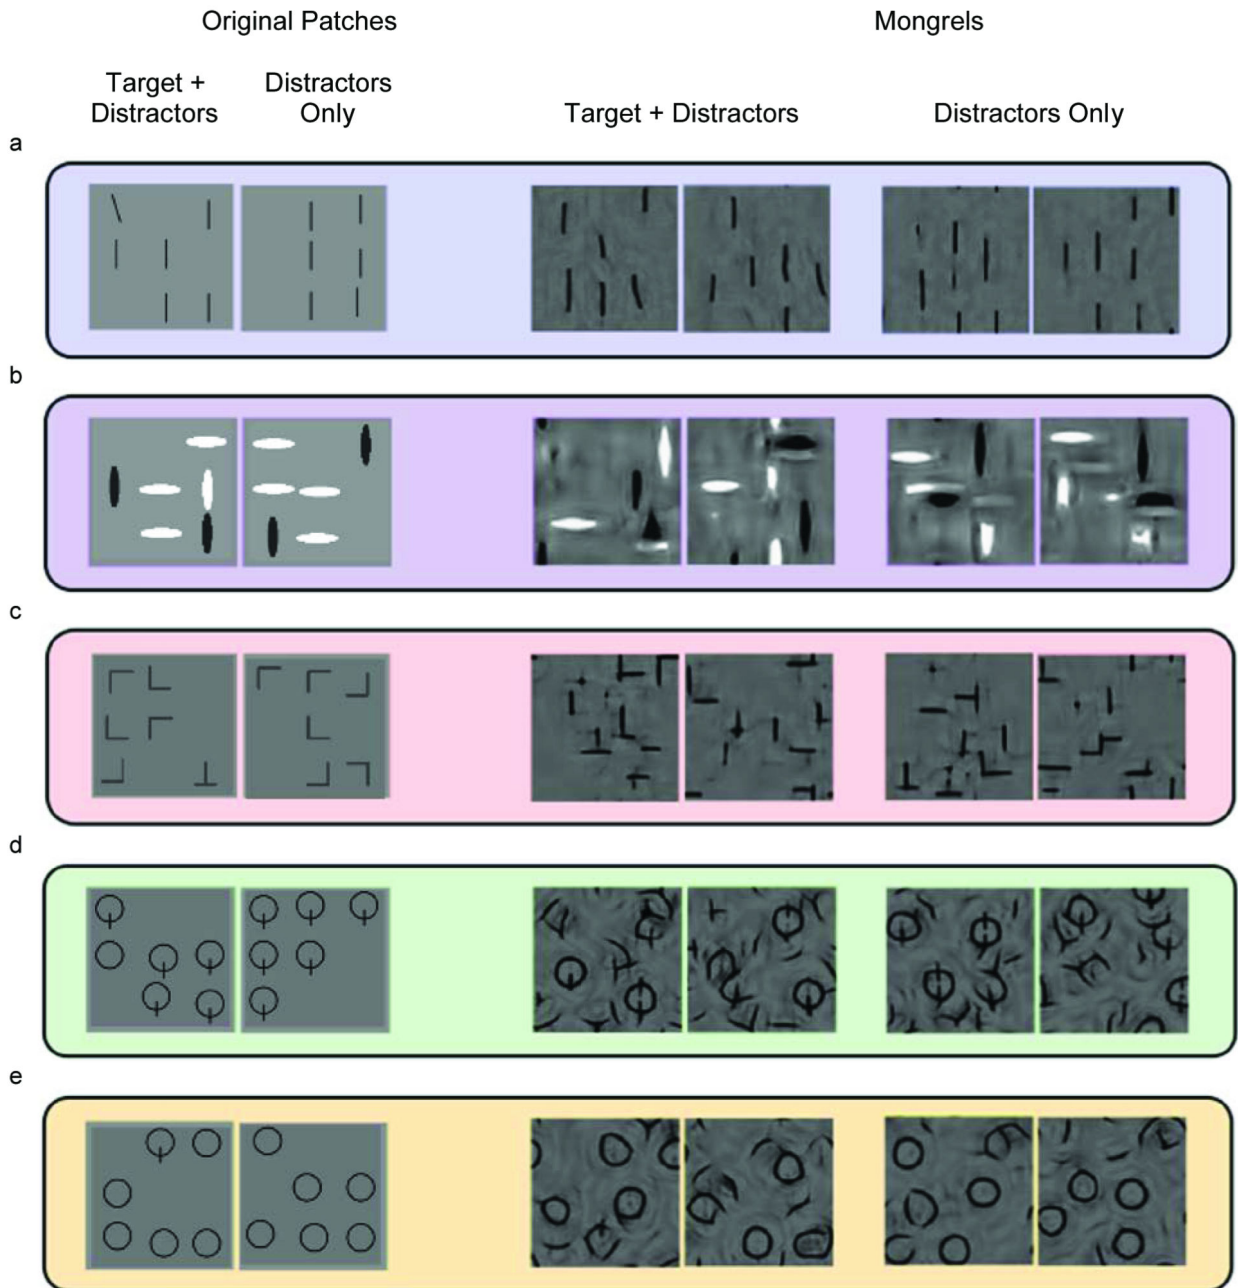 Original Patches
Mongrels
Target +
Distractors
Distractors
Only
Target + Distractors
Distractors Only
a
b
c
d
e